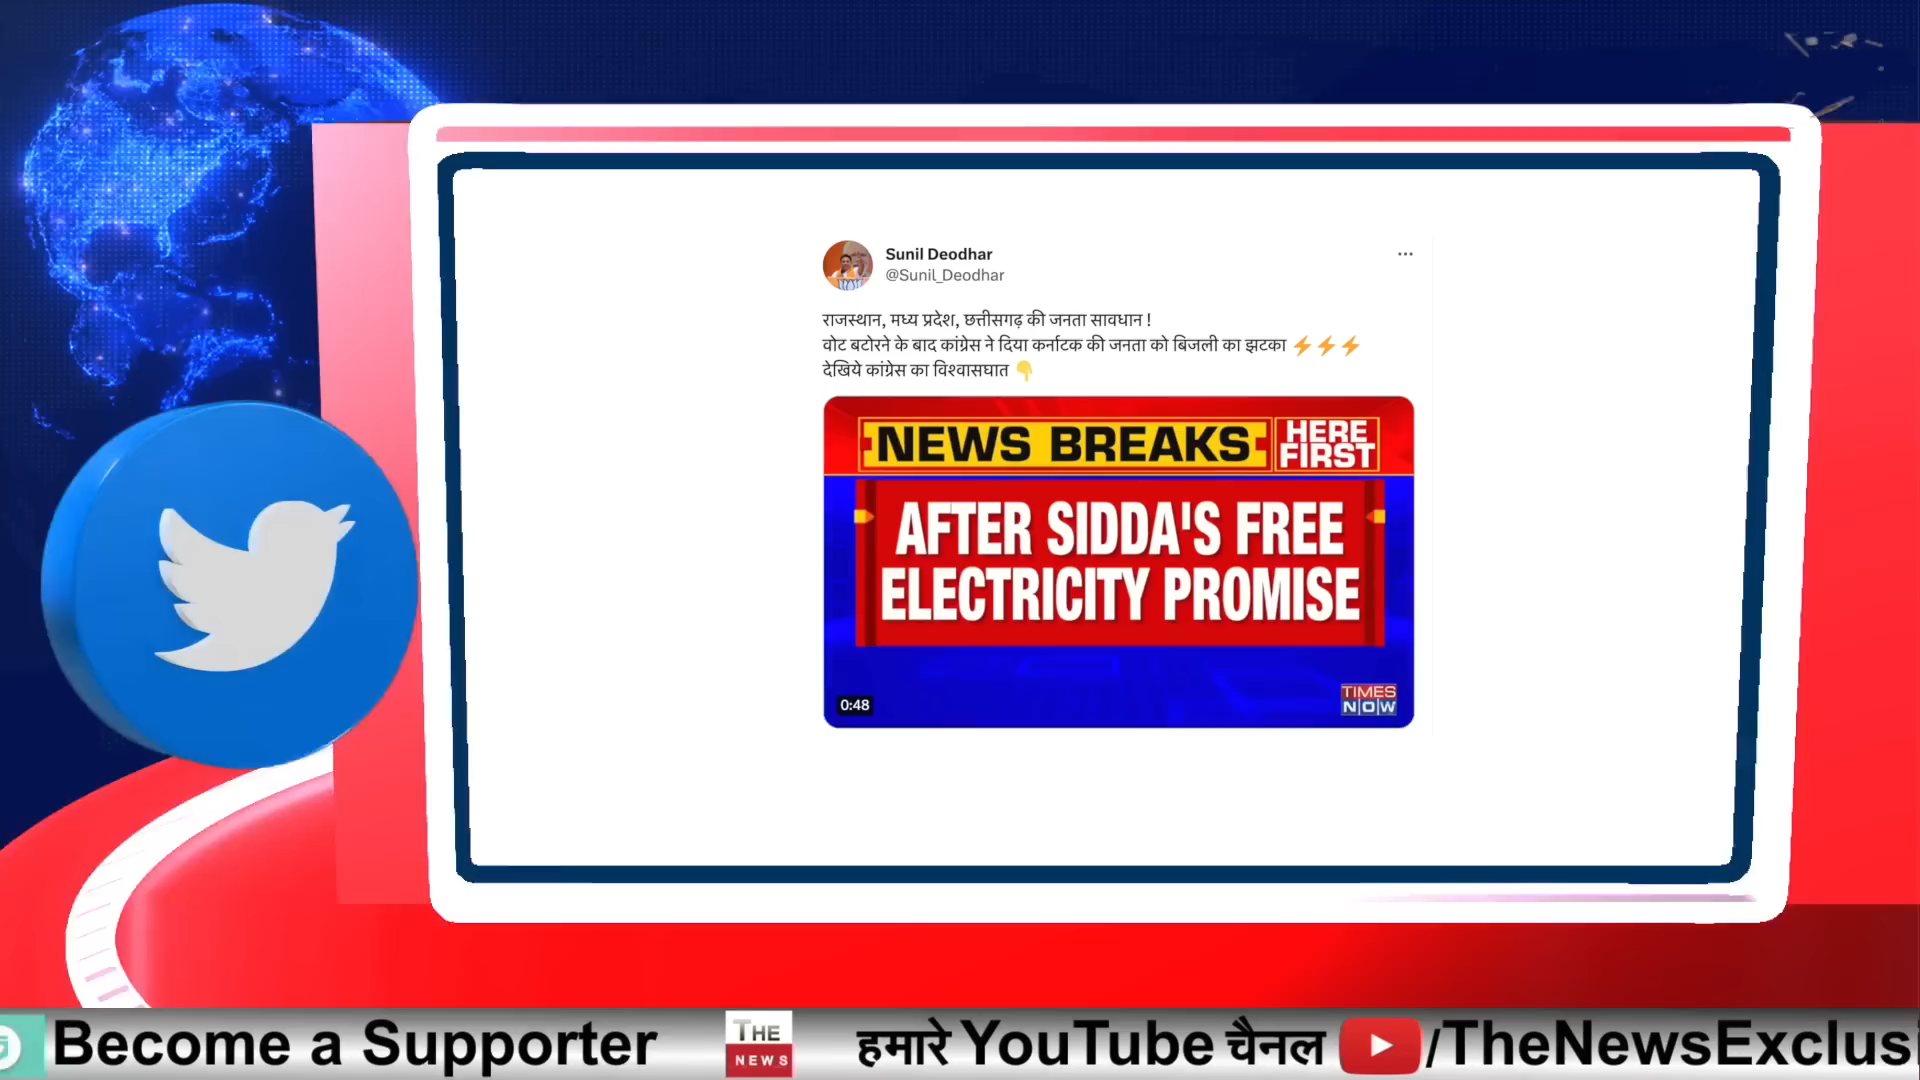 Sunil Deodhar
@Sunil_Deodhar
राजस्थान, मध्य प्रदेश, छत्तीसगढ़ की जनता सावधान !
वोट बटोरने के बाद कांग्रेस ने दिया कर्नाटक की जनता को बिजली का झटका ⚡⚡⚡
देखिये कांग्रेस का विश्वासघात 👇
NEWS BREAKS
HERE
FIRST
AFTER SIDDA'S FREE
ELECTRICITY PROMISE
0:48
TIMES
NOW
Become a Supporter
THE
NEWS
हमारे YouTube चैनल
/TheNewsExclusi